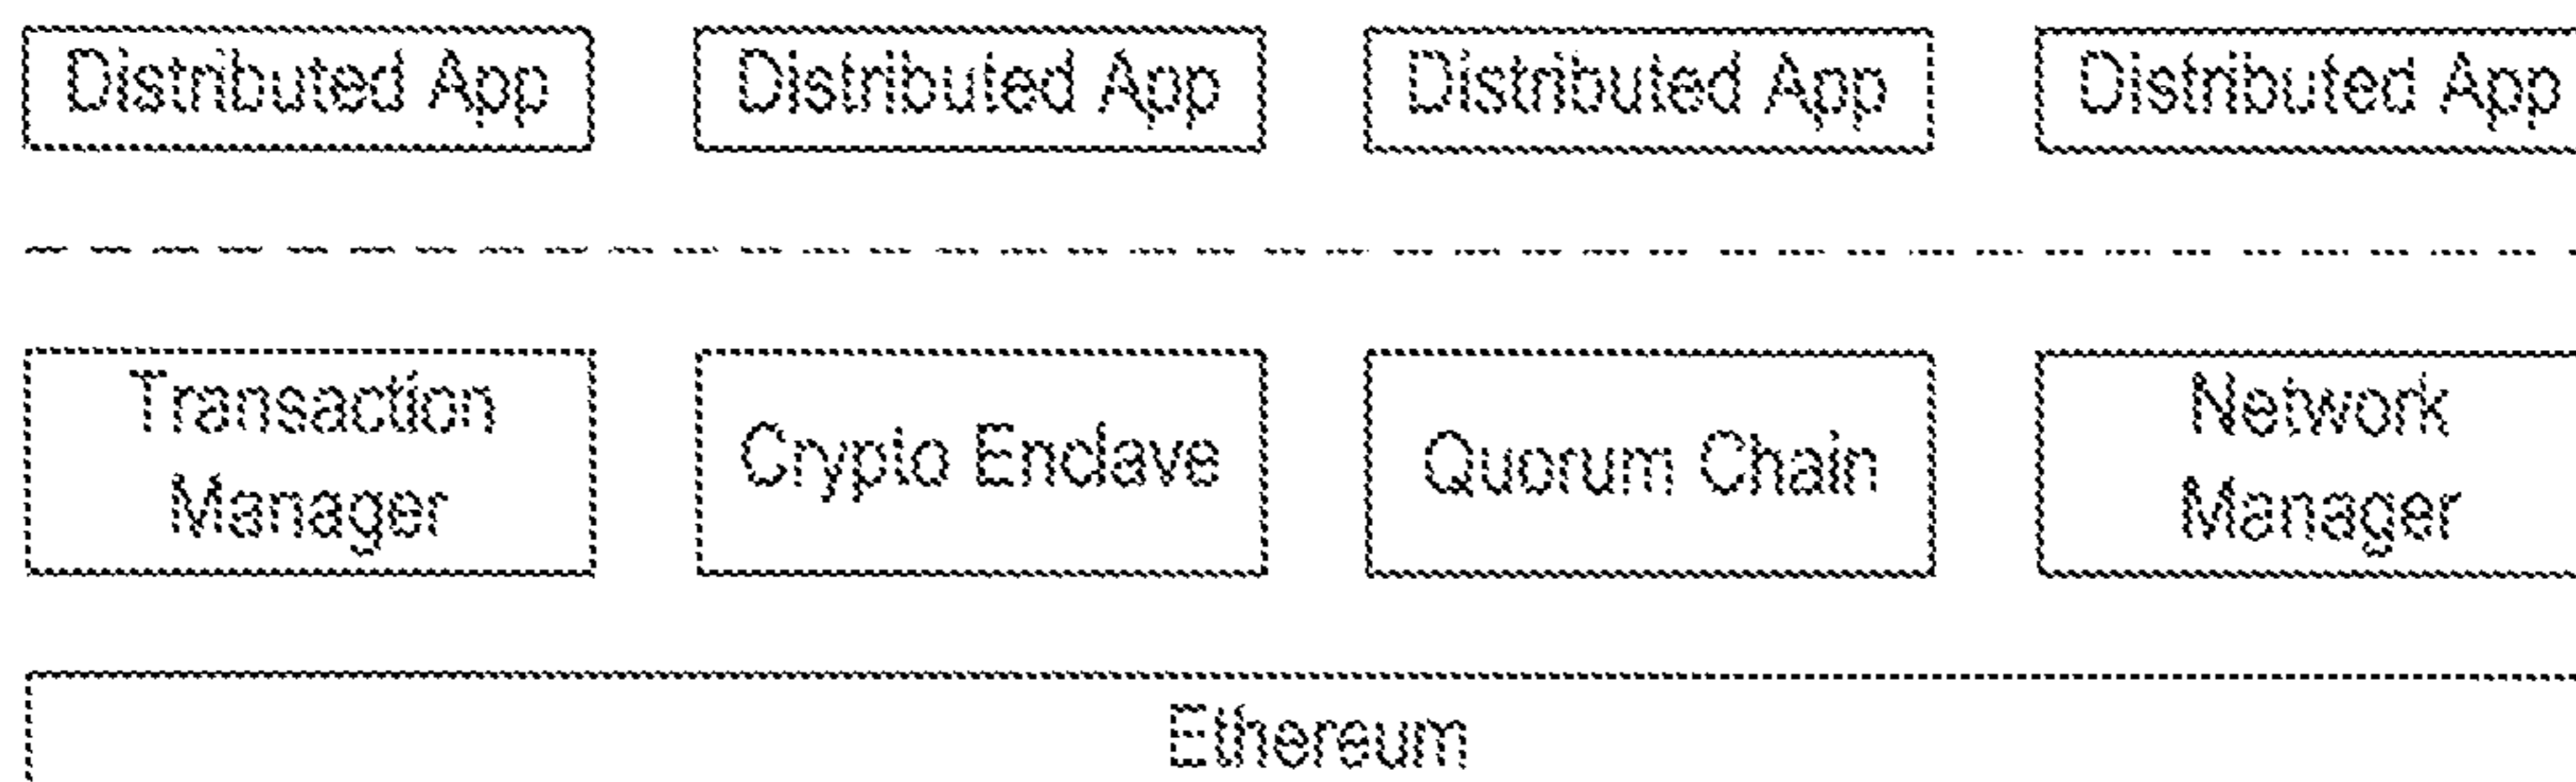 Distributed App Distributed App Distributed App Distributed App
Transaction
Manager
Crypto Enclave
Quorum Chain
Network
Manager
Ethereum